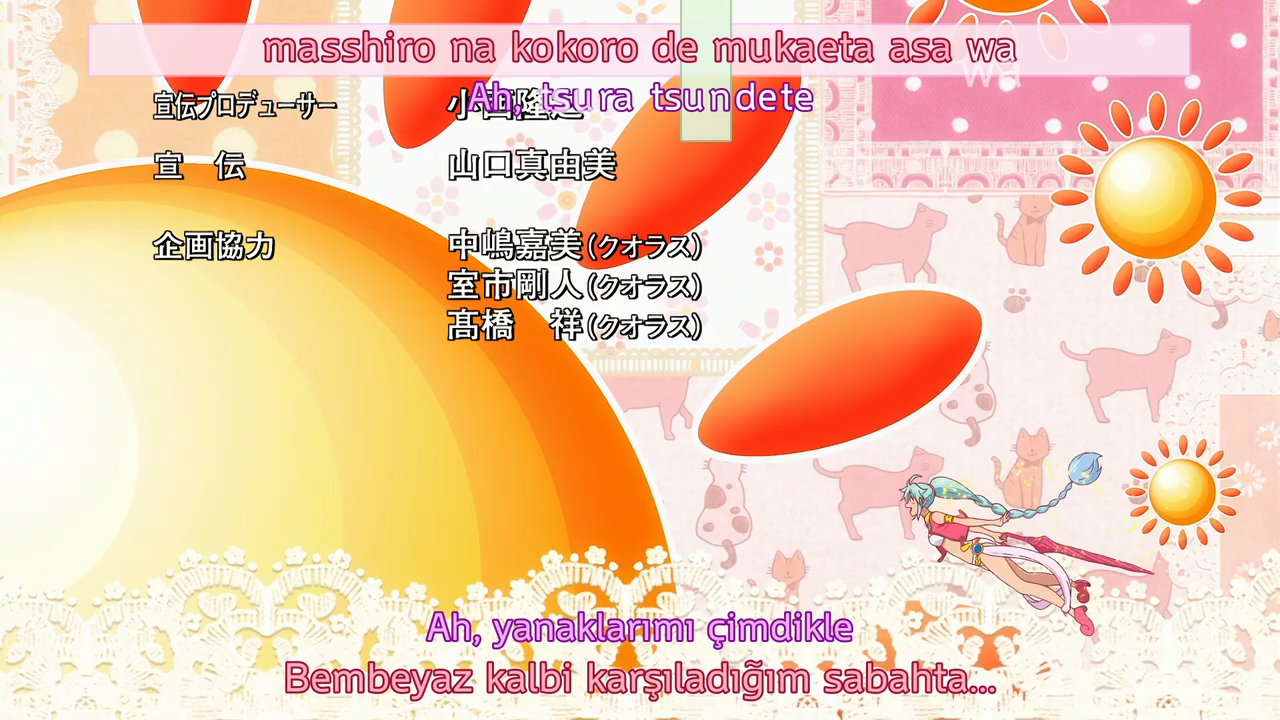 masshiro na kokoro de mukaeta asa wa
Ah, tsura tsundete
宣伝プロデューサー
宣 伝 山口真由美
企画協力 中嶋嘉美(クオラス)
室市剛人(クオラス)
髙橋 祥(クオラス)
Ah, yanaklarımı çimdikle
Bembeyaz kalbi karşıladığım sabahta...